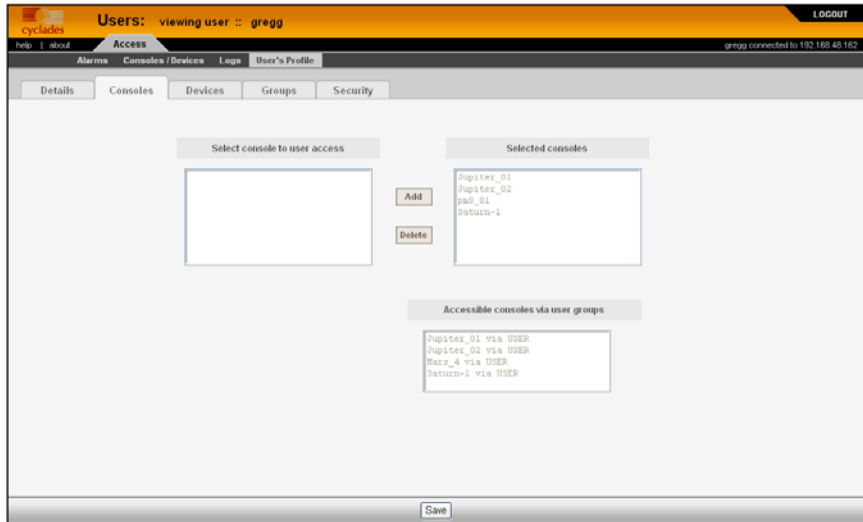 LOGOUT
Users: viewing user :: gregg
cyclades
help | about Access gregg connected to 192.168.48.162
Alarms Consoles / Devices Logs User's Profile
Details Consoles Devices Groups Security
Select console to user access Selected consoles
Jupiter_01
Jupiter_02
pm0_01
Saturn-1
Add
Delete
Accessible consoles via user groups
Jupiter_01 via USER
Jupiter_02 via USER
Mars_4 via USER
Saturn-1 via USER
Save